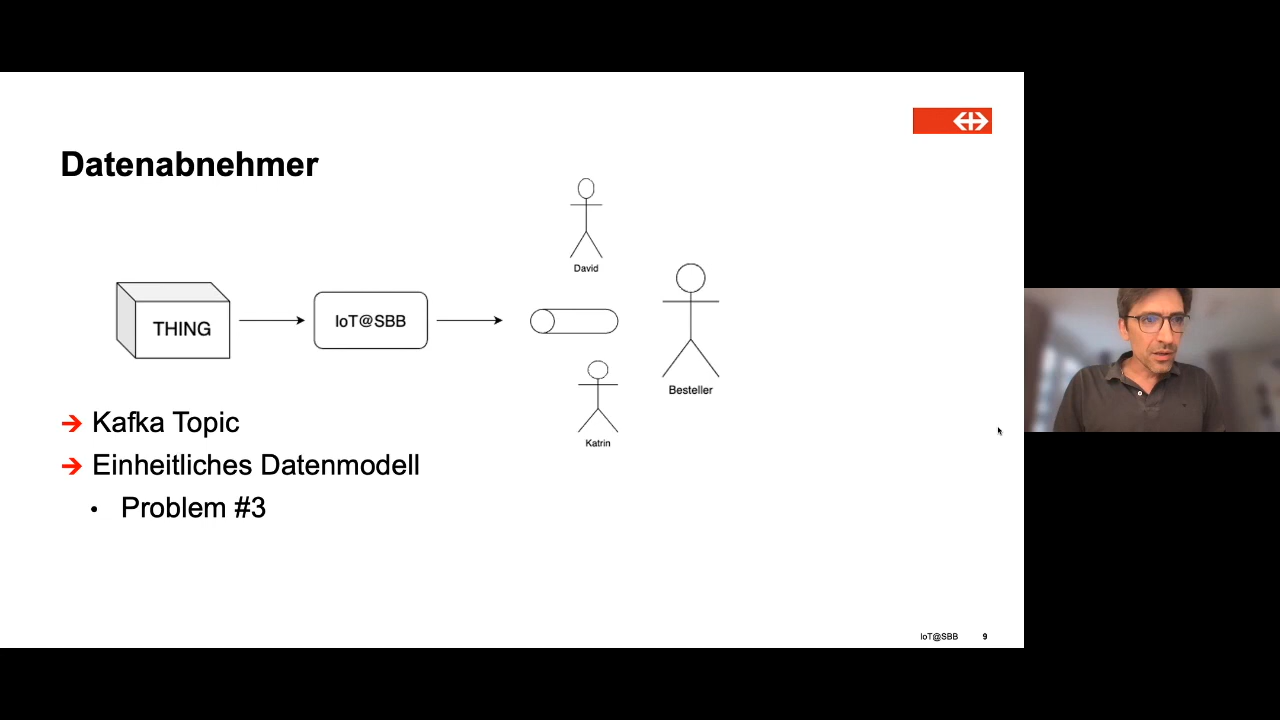 Datenabnehmer
David
THING
IoT@SBB
Besteller
Katrin
Kafka Topic
Einheitliches Datenmodell
Problem #3
IoT@SBB 9